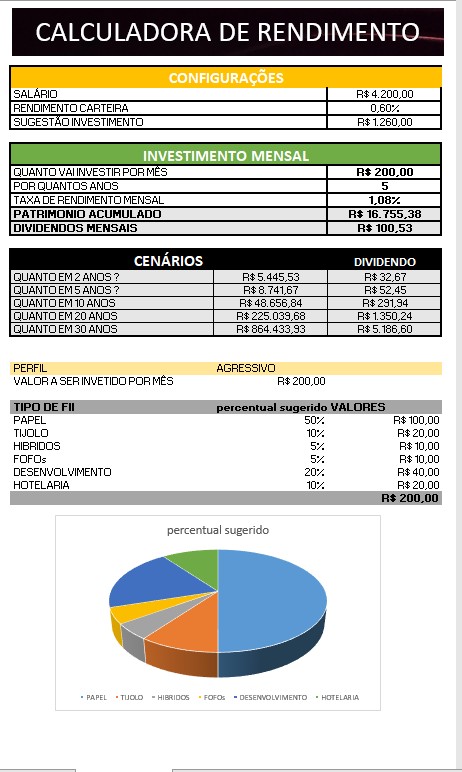 CALCULADORA DE RENDIMENTO
CONFIGURAÇÕES
SALÁRIO R$ 4.200,00
RENDIMENTO CARTEIRA 0,60%
SUGESTÃO INVESTIMENTO R$ 1.260,00
INVESTIMENTO MENSAL
QUANTO VAI INVESTIR POR MÊS R$ 200,00
POR QUANTOS ANOS 5
TAXA DE RENDIMENTO MENSAL 1,08%
PATRIMONIO ACUMULADO R$ 16.755,38
DIVIDENDOS MENSAIS R$ 100,53
CENÁRIOS DIVIDENDO
QUANTO EM 2 ANOS ? R$ 5.445,53 R$ 32,67
QUANTO EM 5 ANOS ? R$ 8.741,67 R$ 52,45
QUANTO EM 10 ANOS R$ 48.656,84 R$ 291,94
QUANTO EM 20 ANOS R$ 225.039,68 R$ 1.350,24
QUANTO EM 30 ANOS R$ 864.433,93 R$ 5.186,60
PERFIL AGRESSIVO
VALOR A SER INVETIDO POR MÊS R$ 200,00
TIPO DE FII percentual sugerido VALORES
PAPEL 50% R$ 100,00
TIJOLO 10% R$ 20,00
HIBRIDOS 5% R$ 10,00
FOFOs 5% R$ 10,00
DESENVOLVIMENTO 20% R$ 40,00
HOTELARIA 10% R$ 20,00
R$ 200,00
percentual sugerido
PAPEL TIJOLO HIBRIDOS FOFOs DESENVOLVIMENTO HOTELARIA